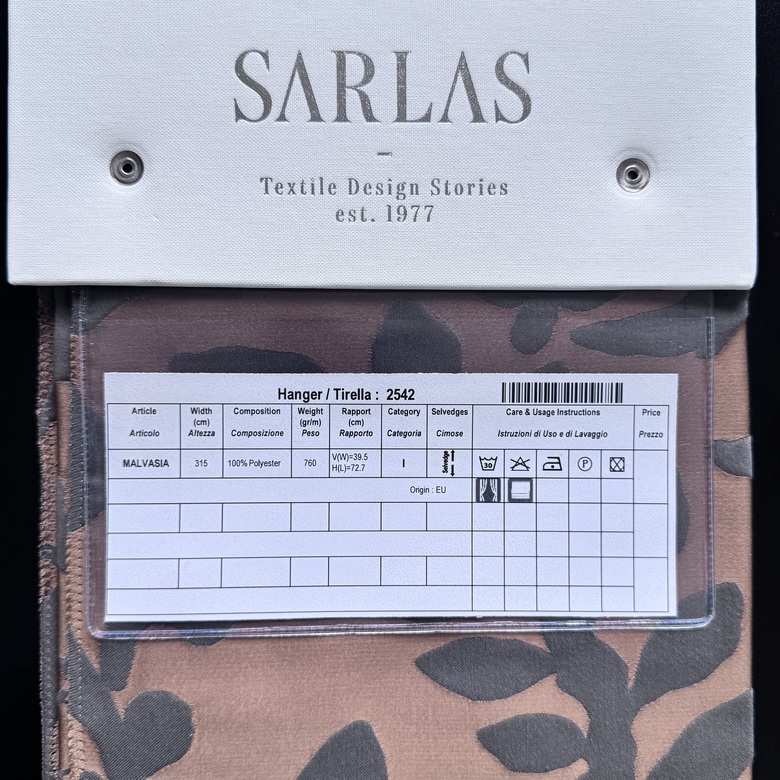 SARLAS
Textile Design Stories
est. 1977
Hanger / Tirella : 2542
Article Width (cm) Composition Weight (gr/m) Rapport (cm) Category Selvedges Care & Usage Instructions Price
Articolo Altezza Composizione Peso Rapporto Categoria Cimose Istruzioni di Uso e di Lavaggio Prezzo
MALVASIA 315 100% Polyester 760 V(W)=39.5 H(L)=72.7 I Selvedge 30 P
Origin : EU